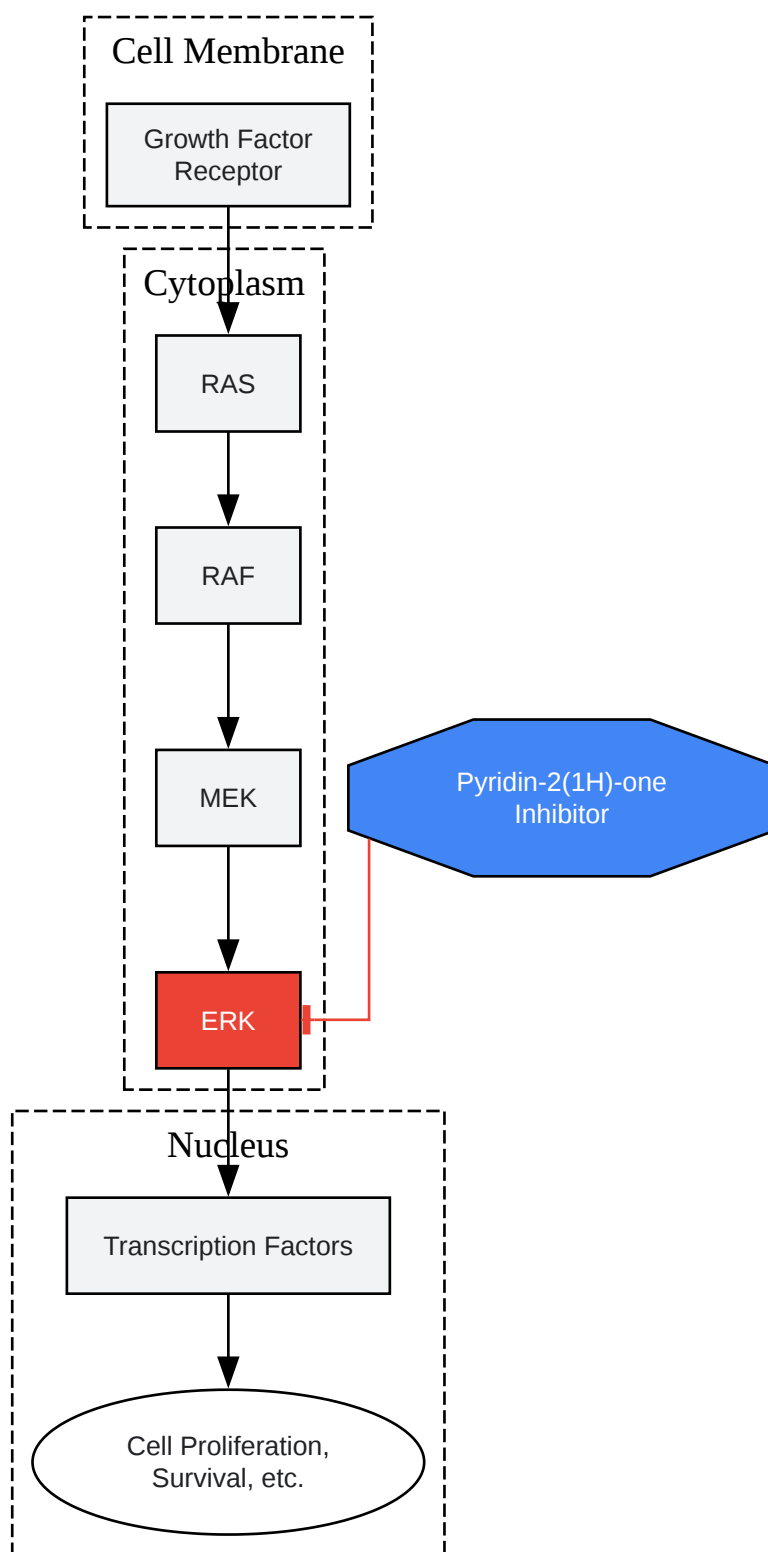 Cell Membrane
Growth Factor
Receptor
Cytoplasm
RAS
RAF
MEK
Pyridin-2(1H)-one
Inhibitor
ERK
Nucleus
Transcription Factors
Cell Proliferation,
Survival, etc.